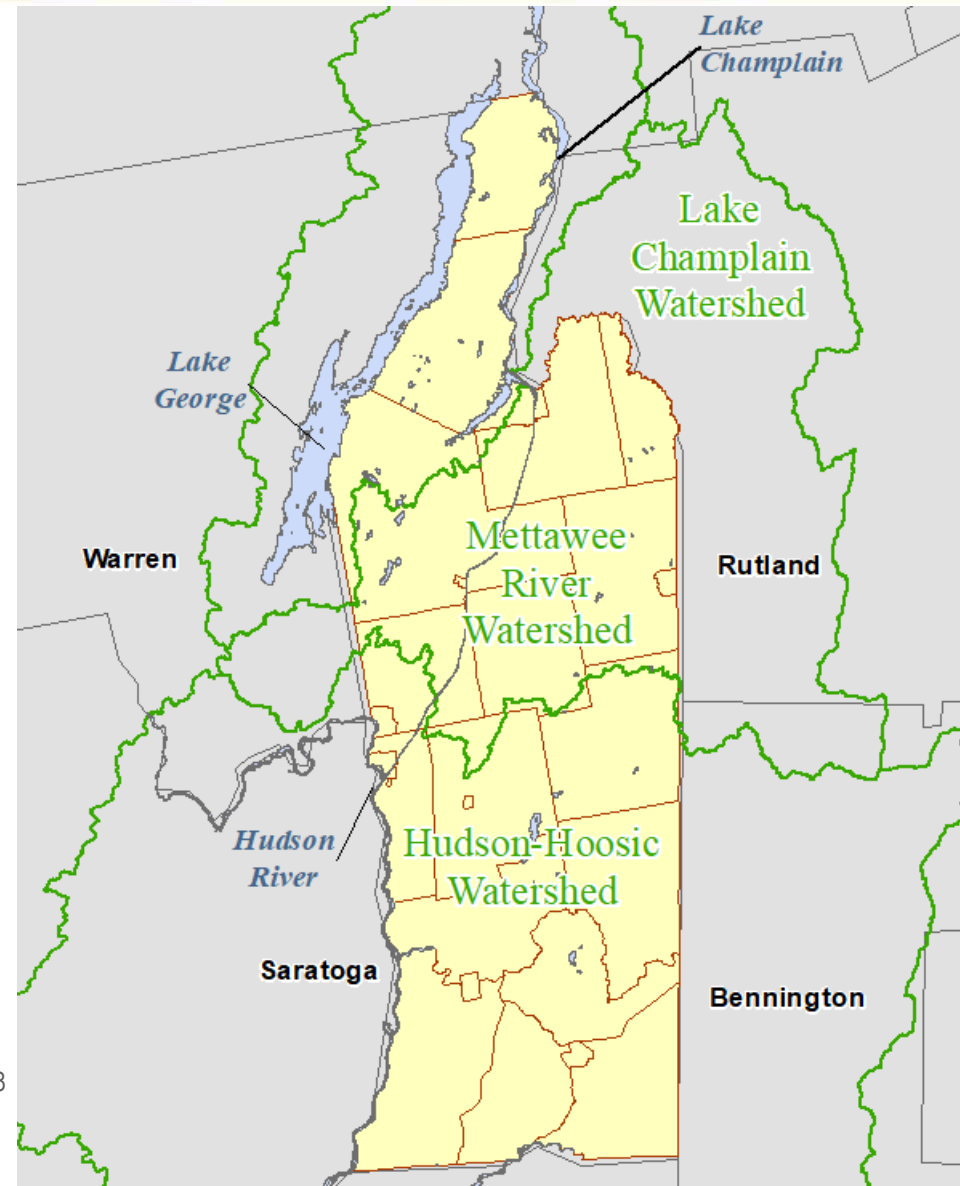 Lake
Champlain
Lake
Champlain
Watershed
Lake
George
Warren
Mettawee
River
Watershed
Rutland
Hudson
River
Hudson-Hoosic
Watershed
Saratoga
Bennington
3